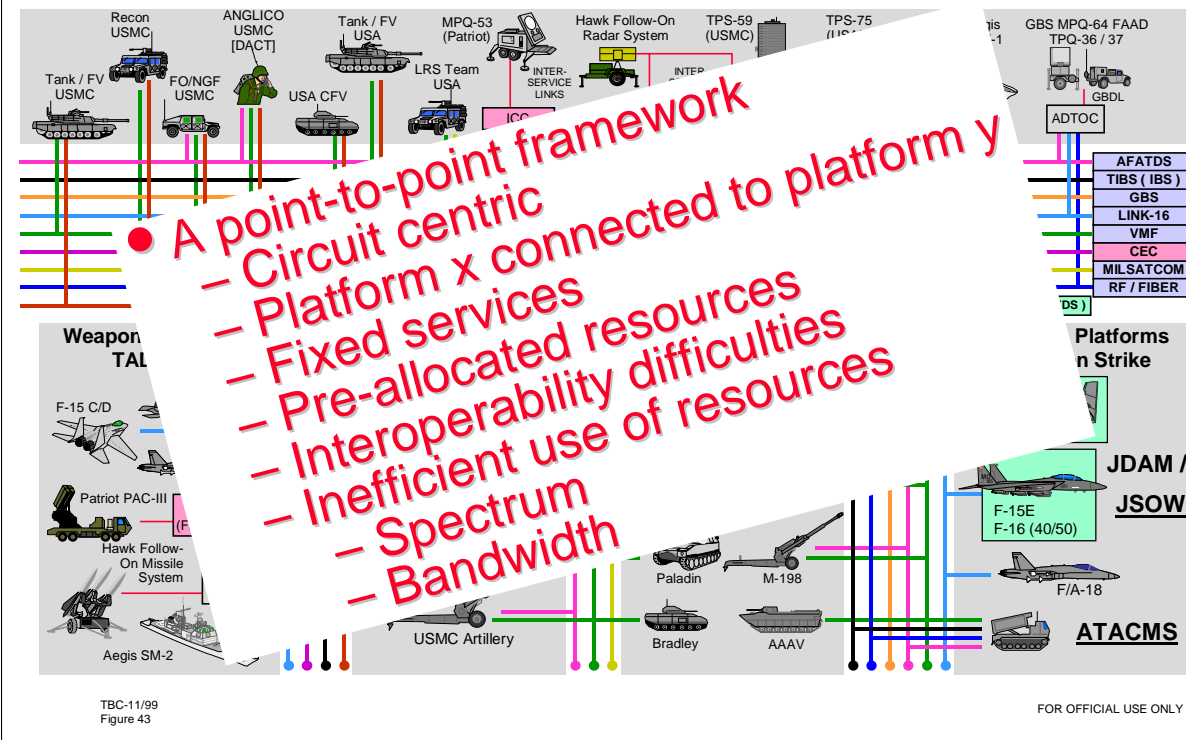 Recon
USMC
ANGLICO
USMC
[DACT]
Tank / FV
USA
MPQ-53
(Patriot)
Hawk Follow-On
Radar System
TPS-59
(USMC)
TPS-75
GBS MPQ-64 FAAD
TPQ-36 / 37
Tank / FV
USMC
FO/NGF
USMC
USA CFV
LRS Team
USA
INTER-
SERVICE
LINKS
INTER
ICC
GBDL
ADTOC
AFATDS
TIBS ( IBS )
GBS
LINK-16
VMF
CEC
MILSATCOM
RF / FIBER
DS )
• A point-to-point framework
– Circuit centric
– Platform x connected to platform y
– Fixed services
– Pre-allocated resources
– Interoperability difficulties
– Inefficient use of resources
– Spectrum
– Bandwidth
Weapon
TAL
Platforms
n Strike
F-15 C/D
Patriot PAC-III
(F
Hawk Follow-
On Missile
System
Aegis SM-2
USMC Artillery
Paladin
M-198
Bradley
AAAV
JDAM /
JSOW
F-15E
F-16 (40/50)
F/A-18
ATACMS
TBC-11/99
Figure 43
FOR OFFICIAL USE ONLY